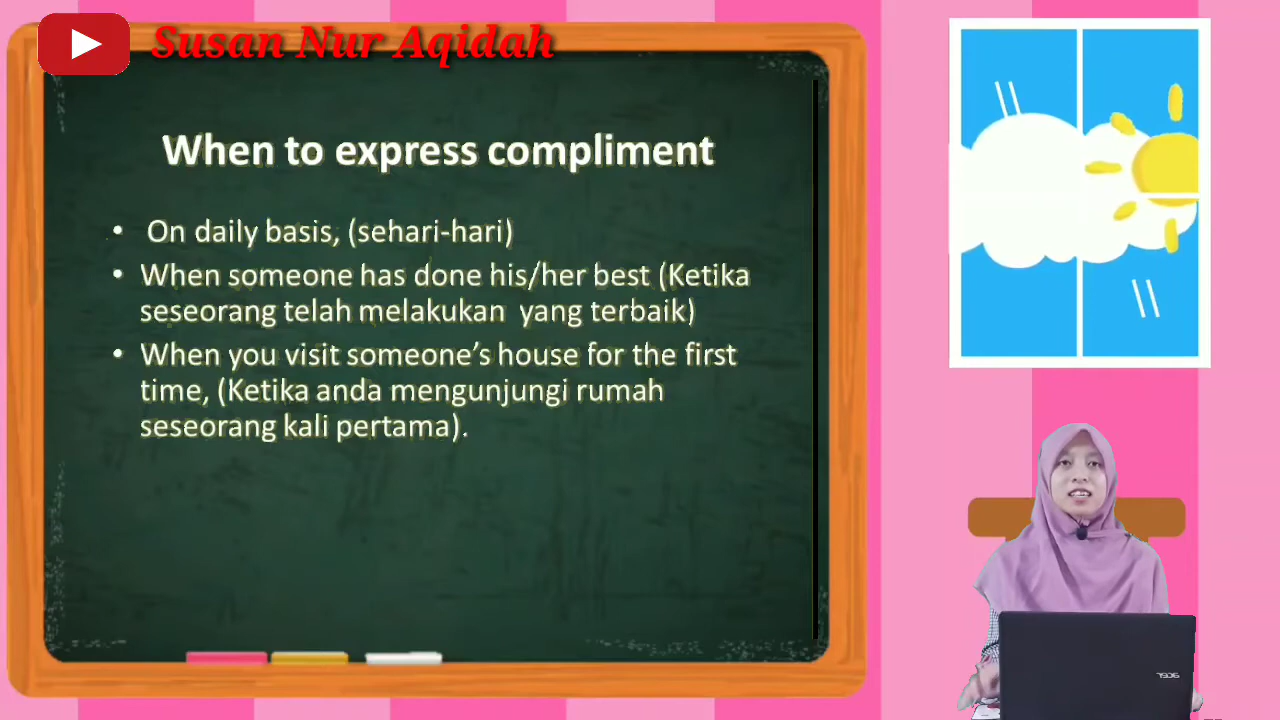 Susan Nur Aqidah
When to express compliment
• On daily basis, (sehari-hari)
• When someone has done his/her best (Ketika
seseorang telah melakukan yang terbaik)
• When you visit someone's house for the first
time, (Ketika anda mengunjungi rumah
seseorang kali pertama).
acer